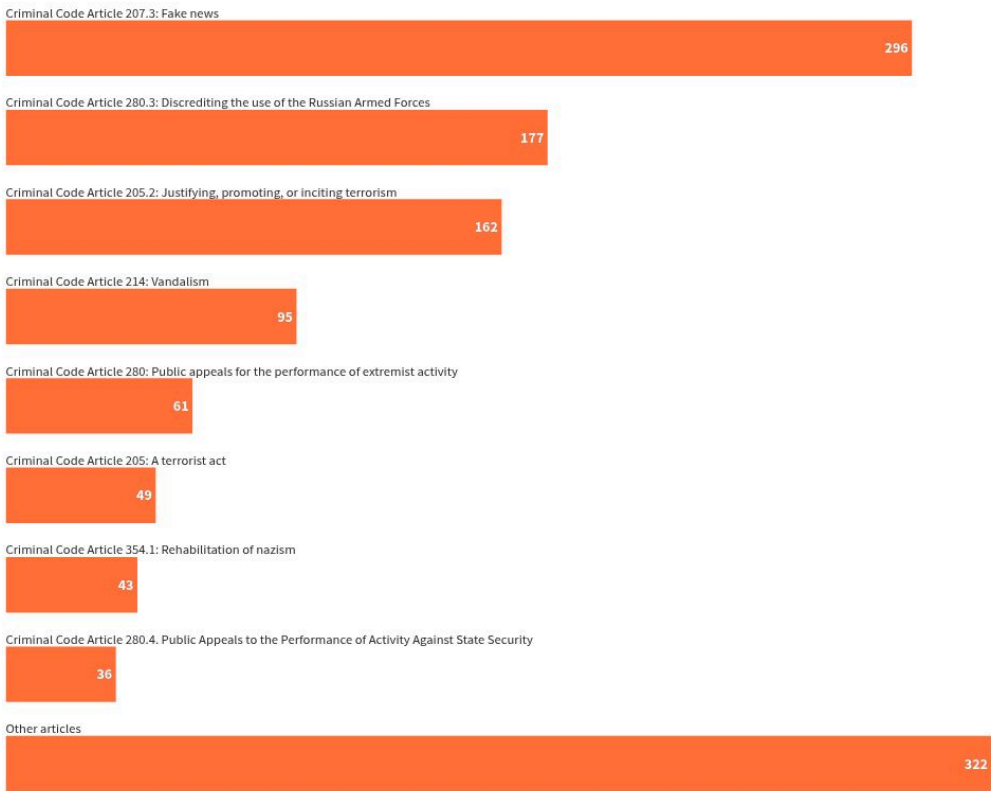 Criminal Code Article 207.3: Fake news
296
Criminal Code Article 280.3: Discrediting the use of the Russian Armed Forces
177
Criminal Code Article 205.2: Justifying, promoting, or inciting terrorism
162
Criminal Code Article 214: Vandalism
95
Criminal Code Article 280: Public appeals for the performance of extremist activity
61
Criminal Code Article 205: A terrorist act
49
Criminal Code Article 354.1: Rehabilitation of nazism
43
Criminal Code Article 280.4. Public Appeals to the Performance of Activity Against State Security
36
Other articles
322